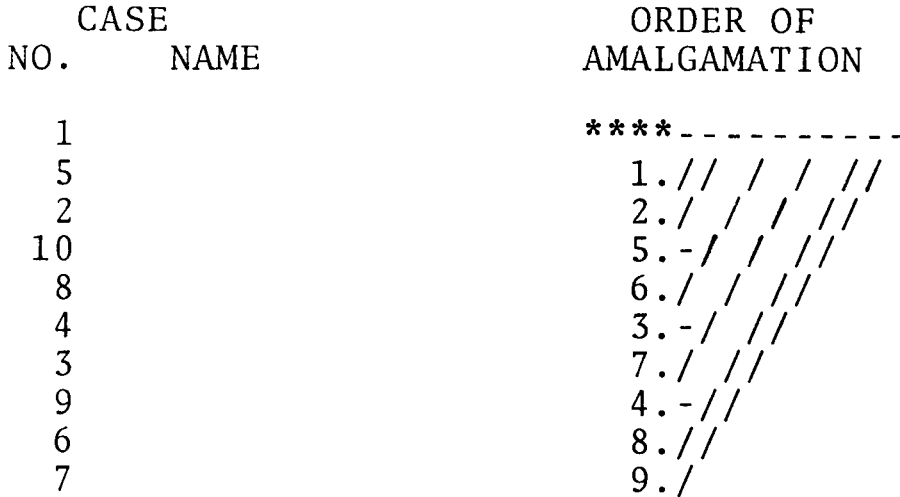 CASE ORDER OF
NO. NAME AMALGAMATION
1 ****----------
5 1.// / / //
2 2./ / / //
10 5.-/ / //
8 6./ / //
4 3.-/ //
3 7./ //
9 4.-//
6 8.//
7 9./